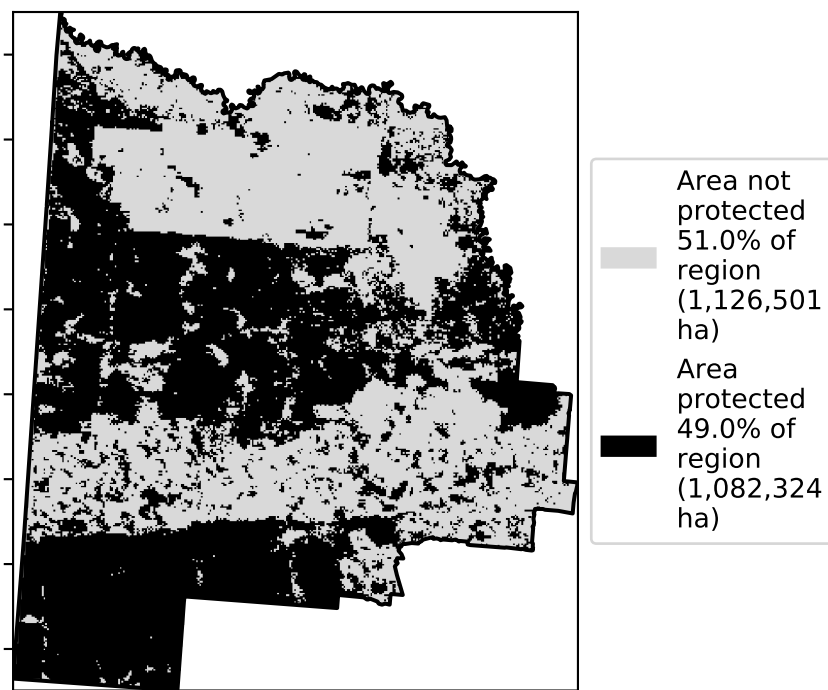 Area not
protected
51.0% of
region
(1,126,501
ha)
Area
protected
49.0% of
region
(1,082,324
ha)